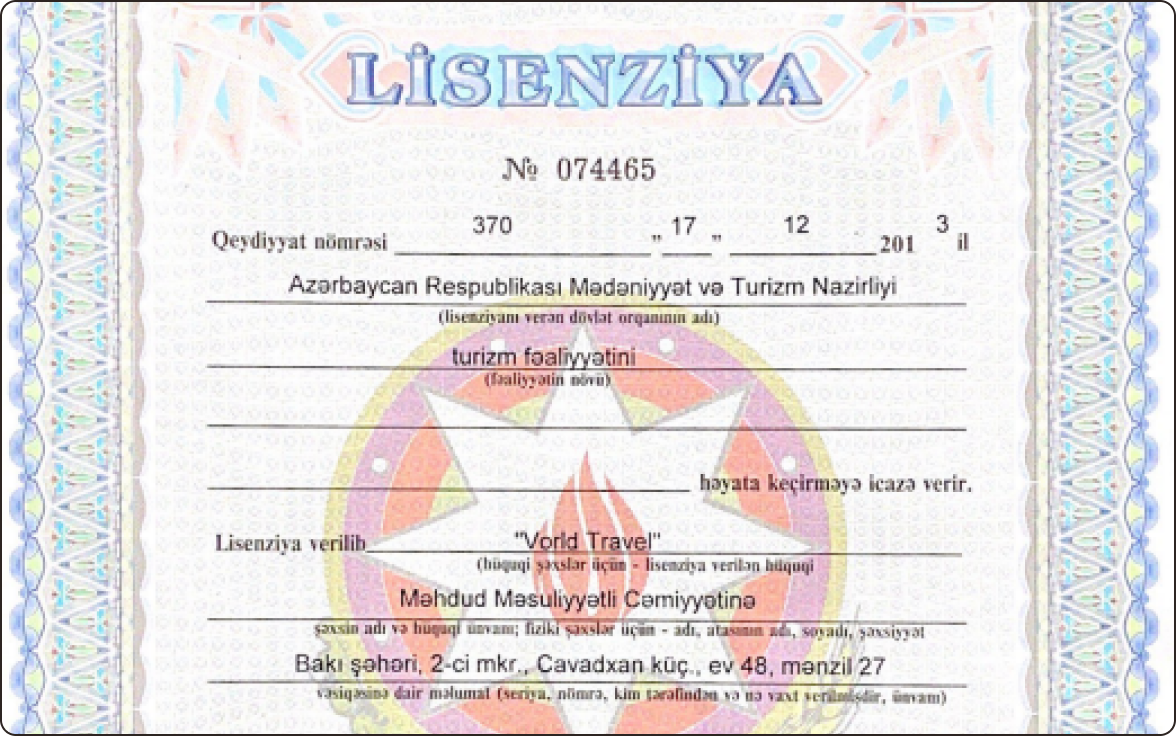 LİSENZİYA
№ 074465
Qeydiyyat nömrəsi 370 " 17 " 12 201 3 il
Azərbaycan Respublikası Mədəniyyət və Turizm Nazirliyi
(lisenziyanı verən dövlət orqanının adı)
turizm fəaliyyətini
(fəaliyyətin növü)
həyata keçirməyə icazə verir.
Lisenziya verilib "Vorld Travel"
(hüquqi şəxslər üçün - lisenziya verilən hüquqi
Məhdud Məsuliyyətli Cəmiyyətinə
şəxsin adı və hüquqi ünvanı; fiziki şəxslər üçün - adı, atasının adı, soyadı, şəxsiyyət
Bakı şəhəri, 2-ci mkr., Cavadxan küç., ev 48, mənzil 27
vəsiqəsinə dair məlumat (seriya, nömrə, kim tərəfindən və nə vaxt verilmişdir, ünvanı)